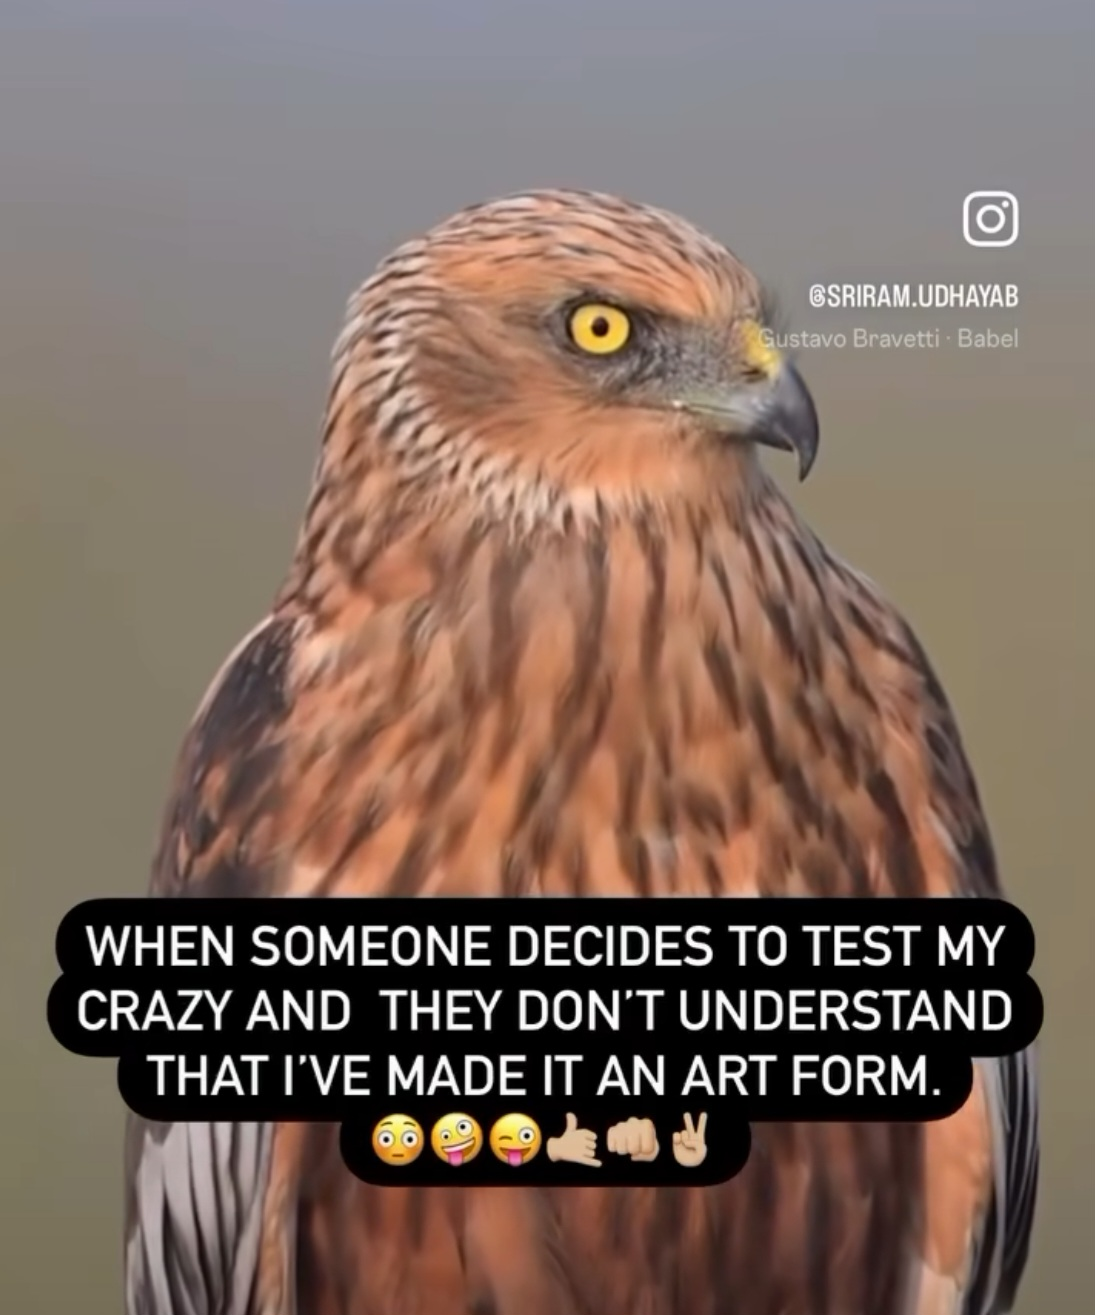 @SRIRAM.UDHAYAB
Gustavo Bravetti · Babel
WHEN SOMEONE DECIDES TO TEST MY
CRAZY AND  THEY DON'T UNDERSTAND
THAT I'VE MADE IT AN ART FORM.
😳🤪😜🤙🏼👊🏼✌🏼